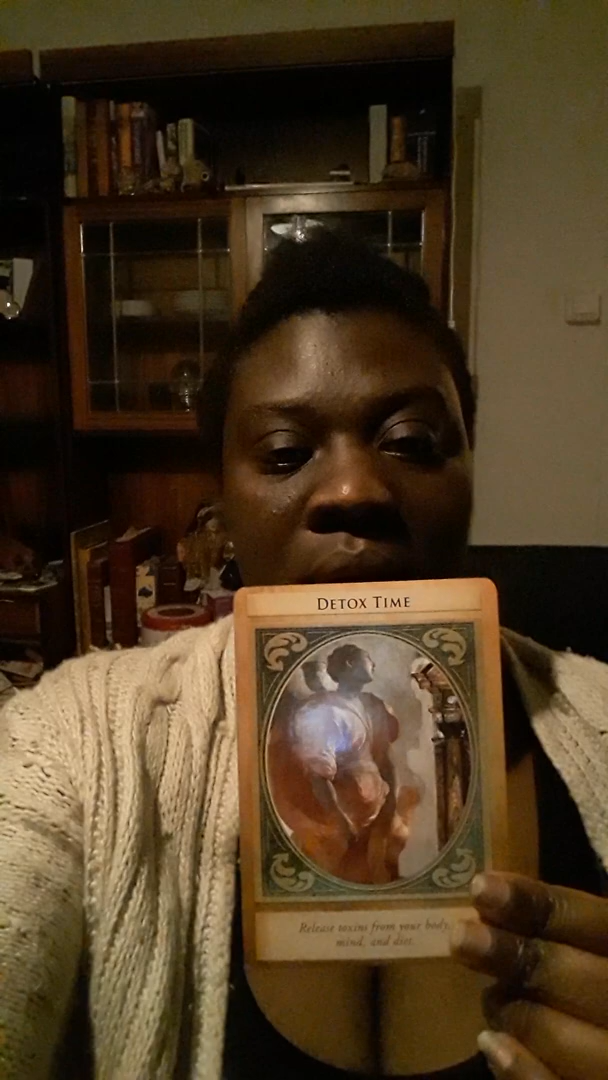 DETOX TIME
Release toxins from your body,
mind, and diet.